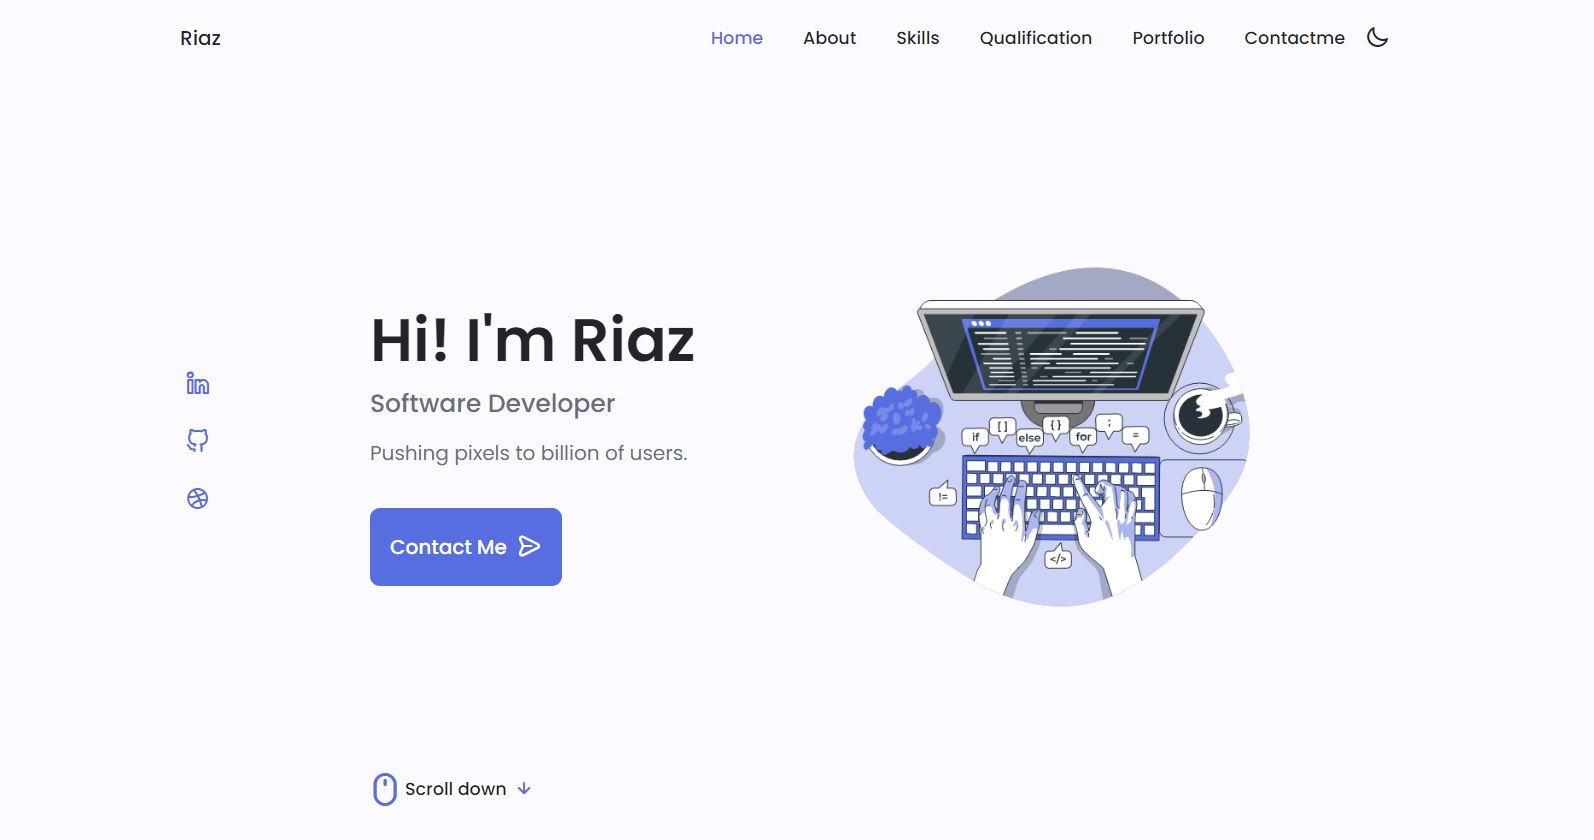 Riaz
Home About Skills Qualification Portfolio Contactme
Hi! I'm Riaz
Software Developer
Pushing pixels to billion of users.
Contact Me
Scroll down
if [ ] else { } for ; =
!=
</>